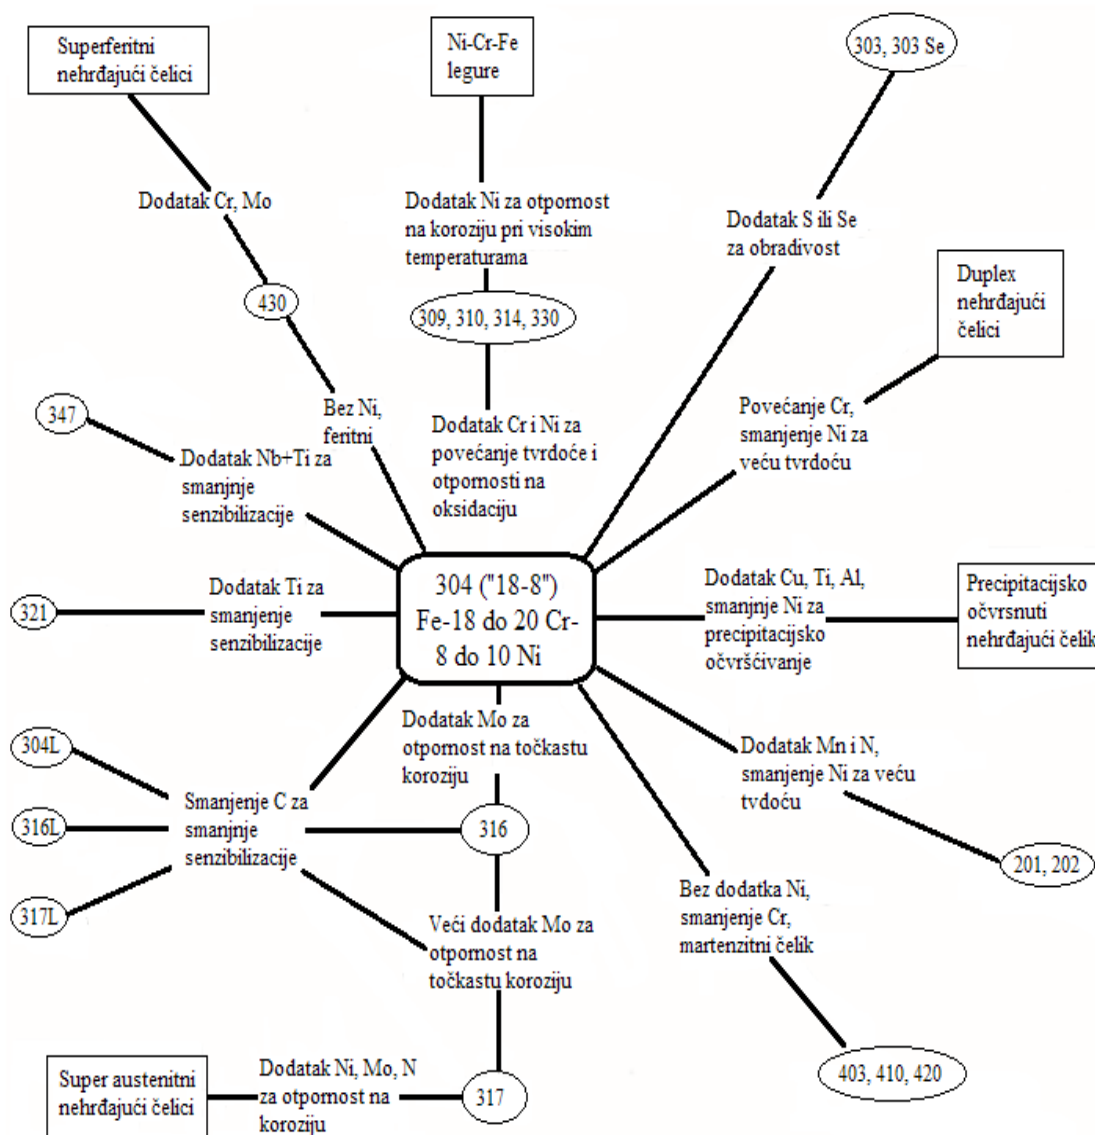 Superferitni
nehrđajući čelici
Ni-Cr-Fe
legure
303, 303 Se
Dodatak Cr, Mo
Dodatak Ni za otpornost
na koroziju pri visokim
temperaturama
Dodatak S ili Se
za obradivost
430
309, 310, 314, 330
Duplex
nehrđajući
čelici
347
Bez Ni,
feritni
Dodatak Cr i Ni za
povećanje tvrdoće i
otpornosti na
oksidaciju
Povećanje Cr,
smanjenje Ni za
veću tvrdoću
Dodatak Nb+Ti za
smanjnje
senzibilizacije
321
Dodatak Ti za
smanjenje
senzibilizacije
304 ("18-8")
Fe-18 do 20 Cr-
8 do 10 Ni
Dodatak Cu, Ti, Al,
smanjnje Ni za
precipitacijsko
očvršćivanje
Precipitacijsko
očvrsnuti
nehrđajući čelik
304L
316L
317L
Smanjenje C za
smanjnje
senzibilizacije
Dodatak Mo za
otpornost na točkastu
koroziju
316
Dodatak Mn i N,
smanjenje Ni za veću
tvdoću
201, 202
Veći dodatak Mo za
otpornost na
točkastu koroziju
Bez dodatka Ni,
smanjenje Cr,
martenzitni čelik
403, 410, 420
Super austenitni
nehrđajući čelici
Dodatak Ni, Mo, N
za otpornost na
koroziju
317